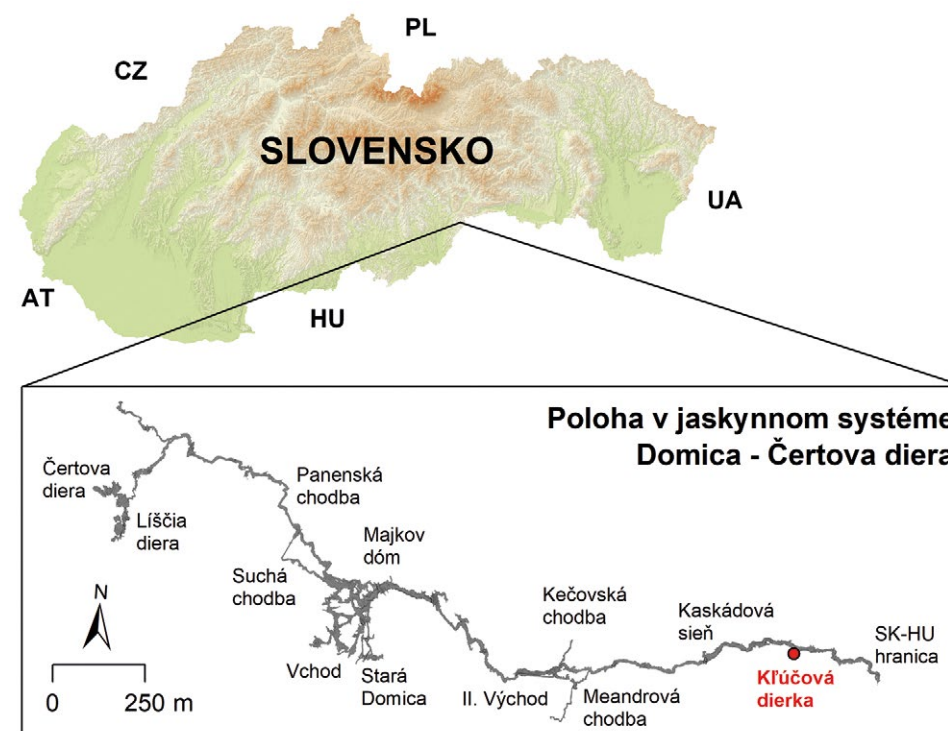 PL
CZ
SLOVENSKO
UA
AT
HU
Poloha v jaskynnom systéme
Domica - Čertova diera
Čertova
diera
Líščia
diera
Panenská
chodba
Majkov
dóm
Suchá
chodba
Vchod
Stará
Domica
Kečovská
chodba
II. Východ
Meandrová
chodba
Kaskádová
sieň
Kľúčová
dierka
SK-HU
hranica
N
0 250 m